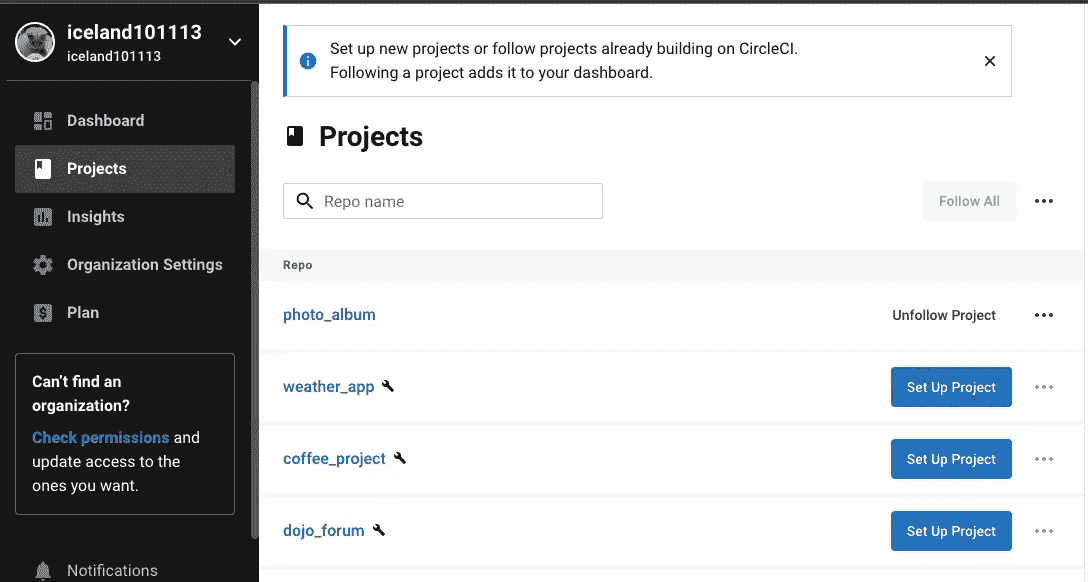 iceland101113
iceland101113
Dashboard
Projects
Insights
Organization Settings
Plan
Can't find an
organization?
Check permissions and
update access to the
ones you want.
Notifications
Set up new projects or follow projects already building on CircleCI.
Following a project adds it to your dashboard.
Projects
Repo name
Follow All
Repo
photo_album Unfollow Project
weather_app Set Up Project
coffee_project Set Up Project
dojo_forum Set Up Project